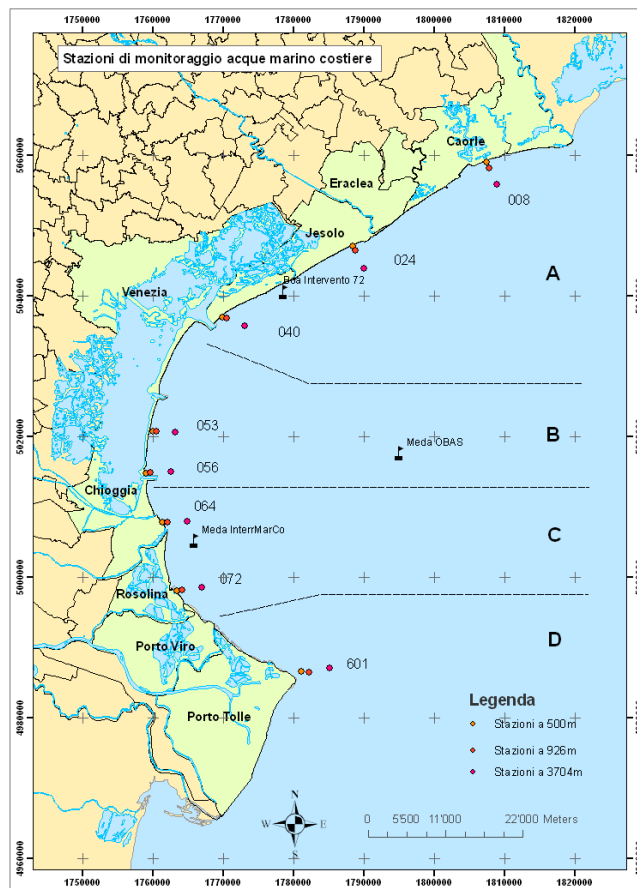 1750000 1760000 1770000 1780000 1790000 1800000 1810000 1820000
Stazioni di monitoraggio acque marino costiere
Caorle
5060000
Eraclea
008
Jesolo
024
A
Boa Intervento 72
Venezia
5040000
040
053
B
5020000
Meda OBAS
056
Chioggia
064
C
Meda InterrMarCo
5000000
072
Rosolina
D
Porto Viro
601
Legenda
Porto Tolle
4980000
Stazioni a 500m
Stazioni a 926m
Stazioni a 3704m
N
W E
S
0 5'500 11'000 22'000 Meters
4960000
1750000 1760000 1770000 1780000 1790000 1800000 1810000 1820000